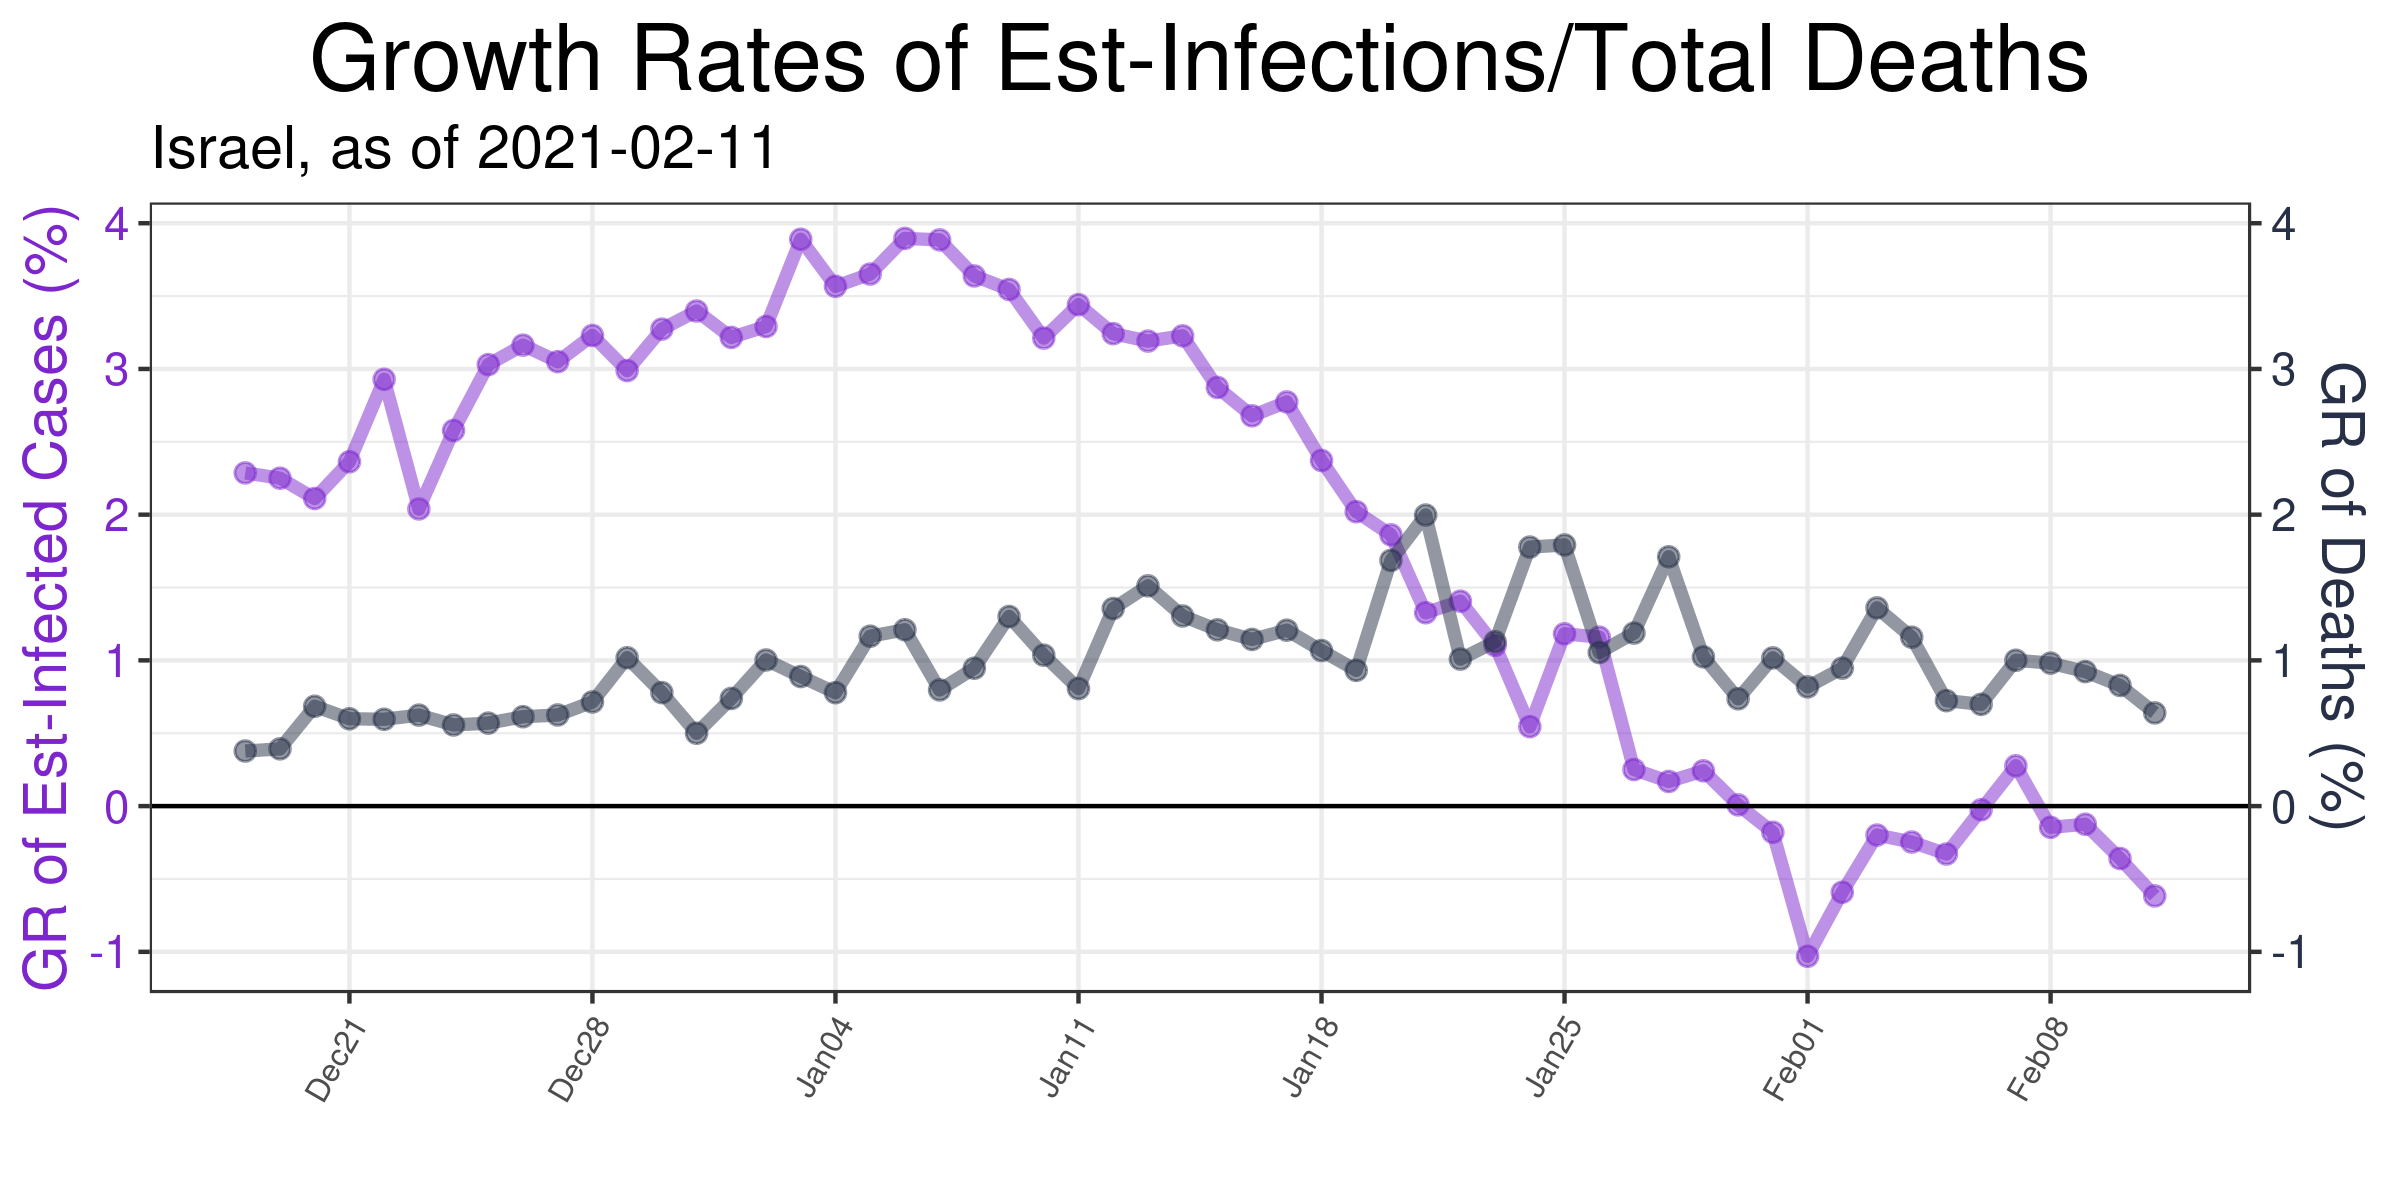 Growth Rates of Est-Infections/Total Deaths
Israel, as of 2021-02-11
GR of Est-Infected Cases (%)
4
3
2
1
0
-1
4
3
2
1
0
-1
GR of Deaths (%)
Dec21
Dec28
Jan04
Jan11
Jan18
Jan25
Feb01
Feb08